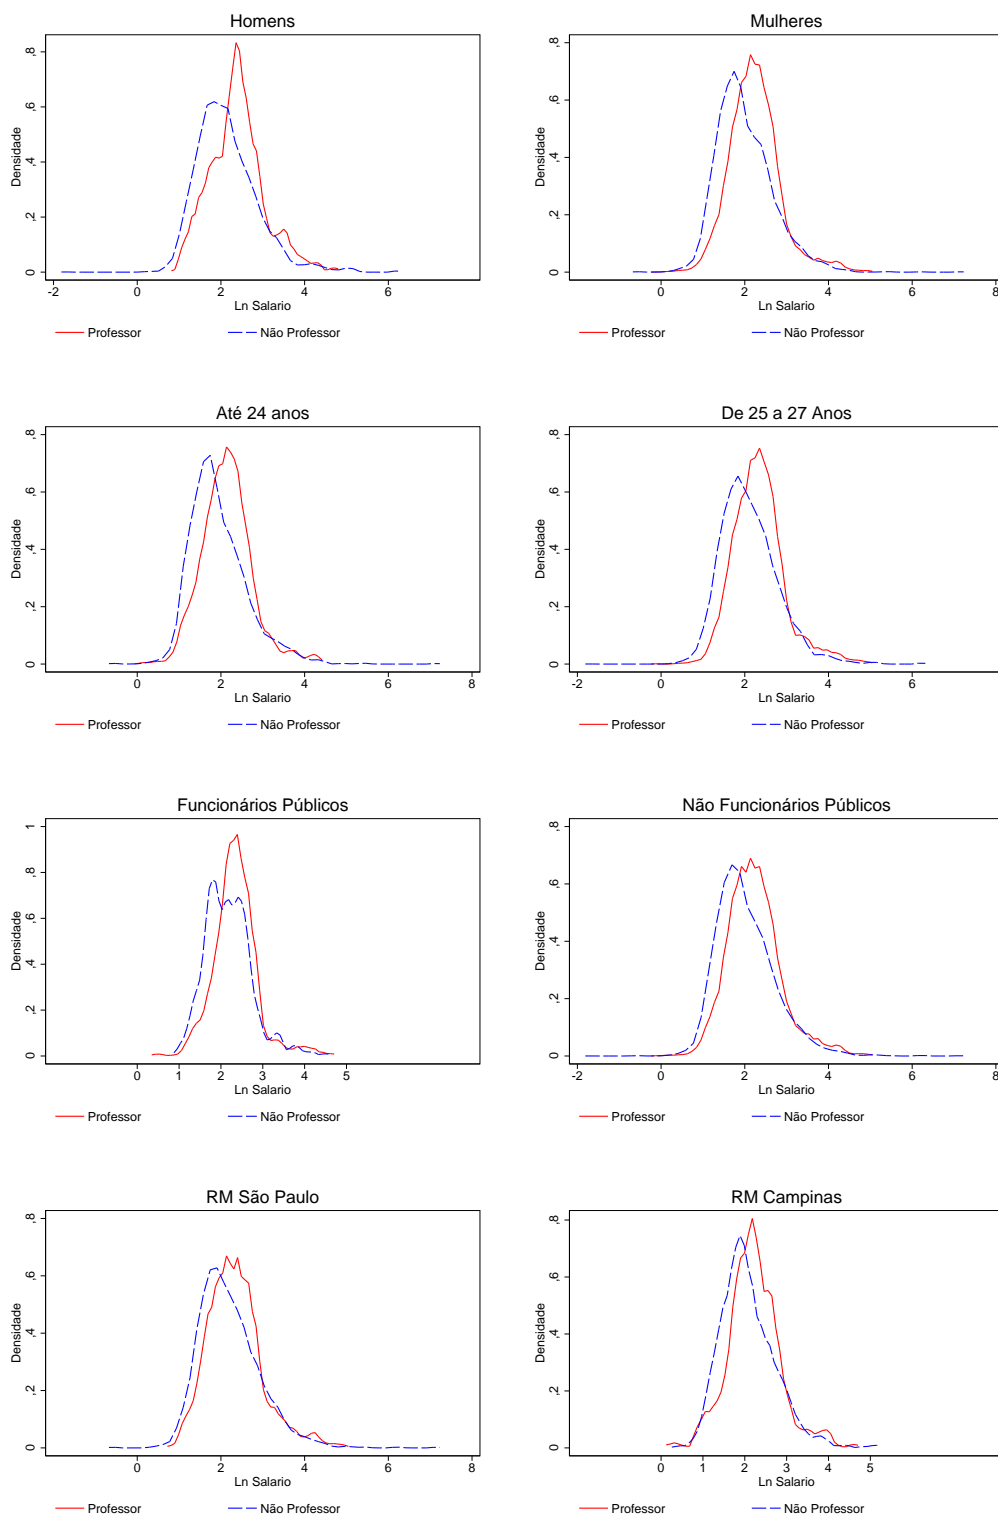 Homens
Densidade
,8
,6
,4
,2
0
-2 0 2 4 6
Ln Salario
Professor Não Professor
Mulheres
Densidade
,8
,6
,4
,2
0
0 2 4 6 8
Ln Salario
Professor Não Professor
Até 24 anos
Densidade
,8
,6
,4
,2
0
0 2 4 6 8
Ln Salario
Professor Não Professor
De 25 a 27 Anos
Densidade
,8
,6
,4
,2
0
-2 0 2 4 6
Ln Salario
Professor Não Professor
Funcionários Públicos
Densidade
1
,8
,6
,4
,2
0
0 1 2 3 5
Ln Salario
Professor Não Professor
Não Funcionários Públicos
Densidade
,8
,6
,4
,2
0
-2 0 2 4 6 8
Ln Salario
Professor Não Professor
RM São Paulo
Densidade
,8
,6
,4
,2
0
0 2 4 6 8
Ln Salario
Professor Não Professor
RM Campinas
Densidade
,8
,6
,4
,2
0
0 1 2 3 4 5
Ln Salario
Professor Não Professor